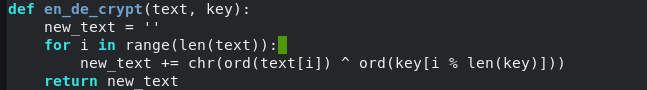 def en_de_crypt(text, key):
    new_text = ''
    for i in range(len(text)):
        new_text += chr(ord(text[i]) ^ ord(key[i % len(key)]))
    return new_text